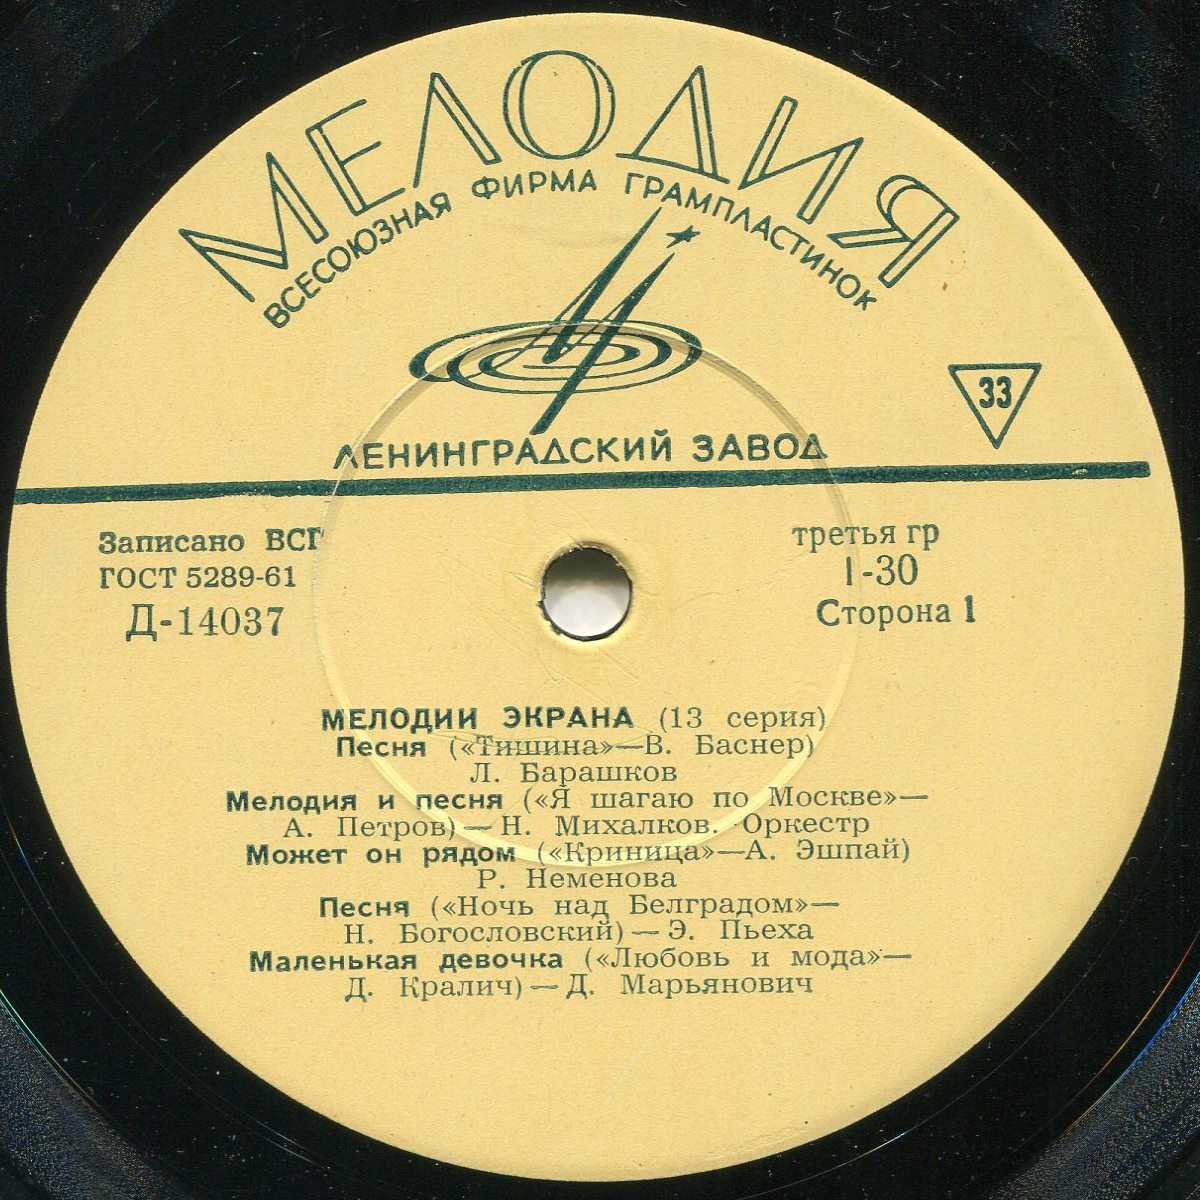 МЕЛОДИЯ
ВСЕСОЮЗНАЯ ФИРМА ГРАМПЛАСТИНОК
33
ЛЕНИНГРАДСКИЙ ЗАВОД
Записано ВСГ
ГОСТ 5289-61
Д-14037
третья гр
1-30
Сторона 1
МЕЛОДИИ ЭКРАНА (13 серия)
Песня («Тишина»—В. Баснер)
Л. Барашков
Мелодия и песня («Я шагаю по Москве»—
А. Петров)—Н. Михалков. Оркестр
Может он рядом («Криница»—А. Эшпай)
Р. Неменова
Песня («Ночь над Белградом»—
Н. Богословский)—Э. Пьеха
Маленькая девочка («Любовь и мода»—
Д. Кралич)—Д. Марьянович